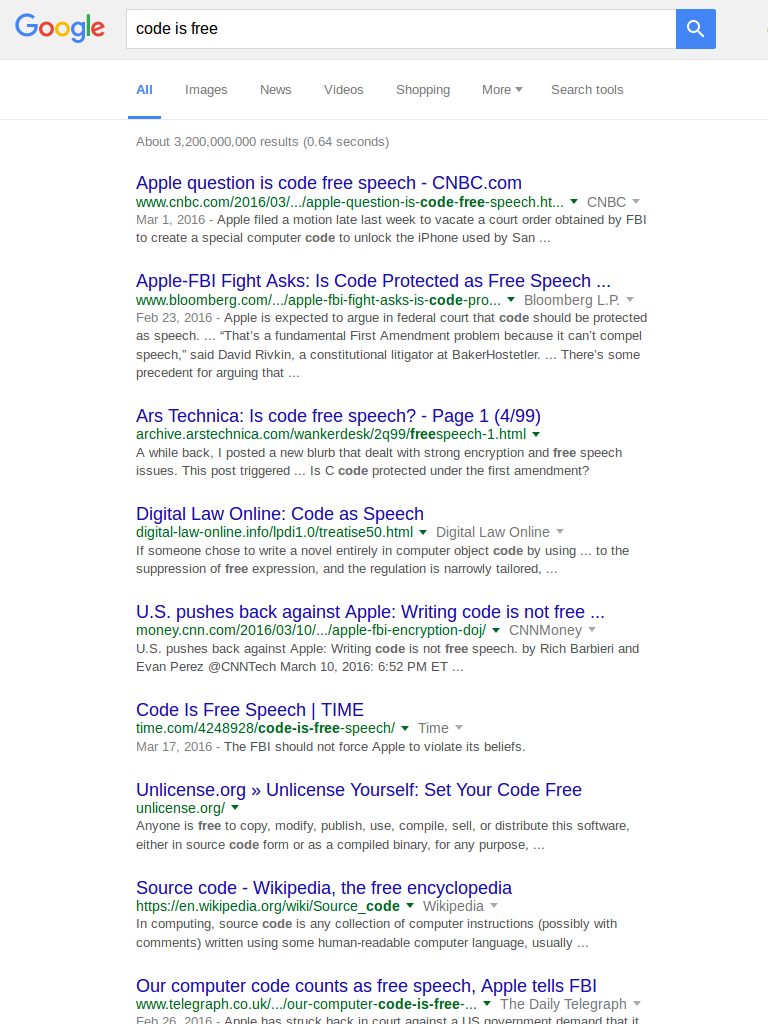 Google
code is free
All Images News Videos Shopping More Search tools
About 3,200,000,000 results (0.64 seconds)
Apple question is code free speech - CNBC.com
www.cnbc.com/2016/03/.../apple-question-is-code-free-speech.ht... CNBC
Mar 1, 2016 - Apple filed a motion late last week to vacate a court order obtained by FBI
to create a special computer code to unlock the iPhone used by San ...
Apple-FBI Fight Asks: Is Code Protected as Free Speech ...
www.bloomberg.com/.../apple-fbi-fight-asks-is-code-pro... Bloomberg L.P.
Feb 23, 2016 - Apple is expected to argue in federal court that code should be protected
as speech. ... “That's a fundamental First Amendment problem because it can't compel
speech,” said David Rivkin, a constitutional litigator at BakerHostetler. ... There's some
precedent for arguing that ...
Ars Technica: Is code free speech? - Page 1 (4/99)
archive.arstechnica.com/wankerdesk/2q99/freespeech-1.html
A while back, I posted a new blurb that dealt with strong encryption and free speech
issues. This post triggered ... Is C code protected under the first amendment?
Digital Law Online: Code as Speech
digital-law-online.info/lpdi1.0/treatise50.html Digital Law Online
If someone chose to write a novel entirely in computer object code by using ... to the
suppression of free expression, and the regulation is narrowly tailored, ...
U.S. pushes back against Apple: Writing code is not free ...
money.cnn.com/2016/03/10/.../apple-fbi-encryption-doj/ CNNMoney
U.S. pushes back against Apple: Writing code is not free speech. by Rich Barbieri and
Evan Perez @CNNTech March 10, 2016: 6:52 PM ET ...
Code Is Free Speech | TIME
time.com/4248928/code-is-free-speech/ Time
Mar 17, 2016 - The FBI should not force Apple to violate its beliefs.
Unlicense.org » Unlicense Yourself: Set Your Code Free
unlicense.org/
Anyone is free to copy, modify, publish, use, compile, sell, or distribute this software,
either in source code form or as a compiled binary, for any purpose, ...
Source code - Wikipedia, the free encyclopedia
https://en.wikipedia.org/wiki/Source_code Wikipedia
In computing, source code is any collection of computer instructions (possibly with
comments) written using some human-readable computer language, usually ...
Our computer code counts as free speech, Apple tells FBI
www.telegraph.co.uk/.../our-computer-code-is-free-... The Daily Telegraph
Feb 26, 2016 - Apple has struck back in court against a US government demand that it